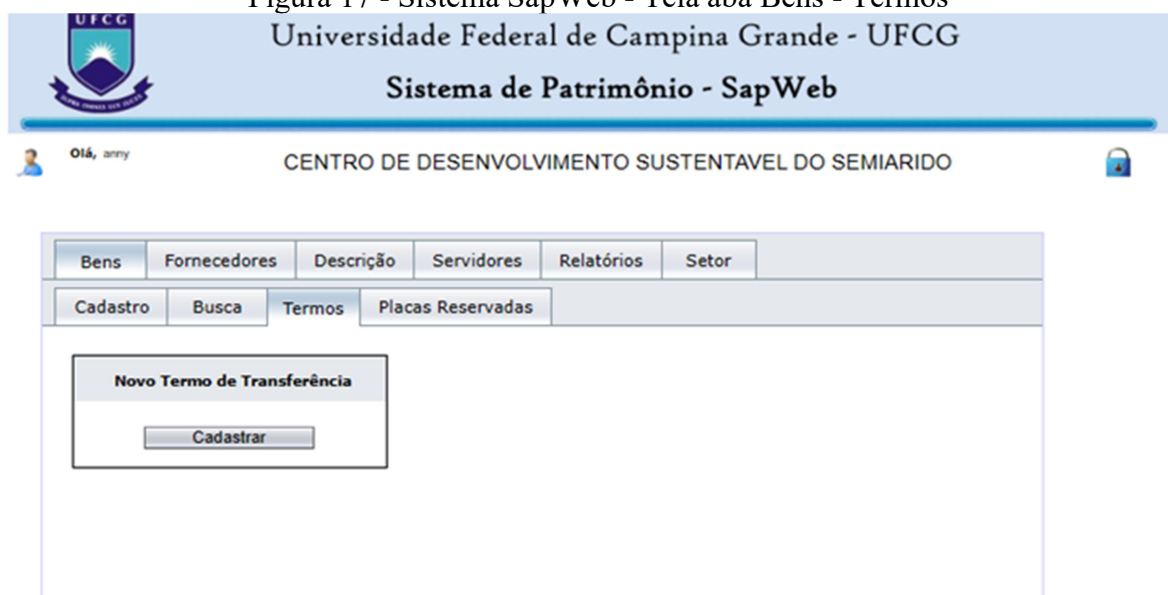 Figura 17 - Sistema SapWeb - Tela aba Bens - Termos
UFCG
Universidade Federal de Campina Grande - UFCG
Sistema de Patrimônio - SapWeb
Olá, anny
CENTRO DE DESENVOLVIMENTO SUSTENTAVEL DO SEMIARIDO
Bens Fornecedores Descrição Servidores Relatórios Setor
Cadastro Busca Termos Placas Reservadas
Novo Termo de Transferência
Cadastrar